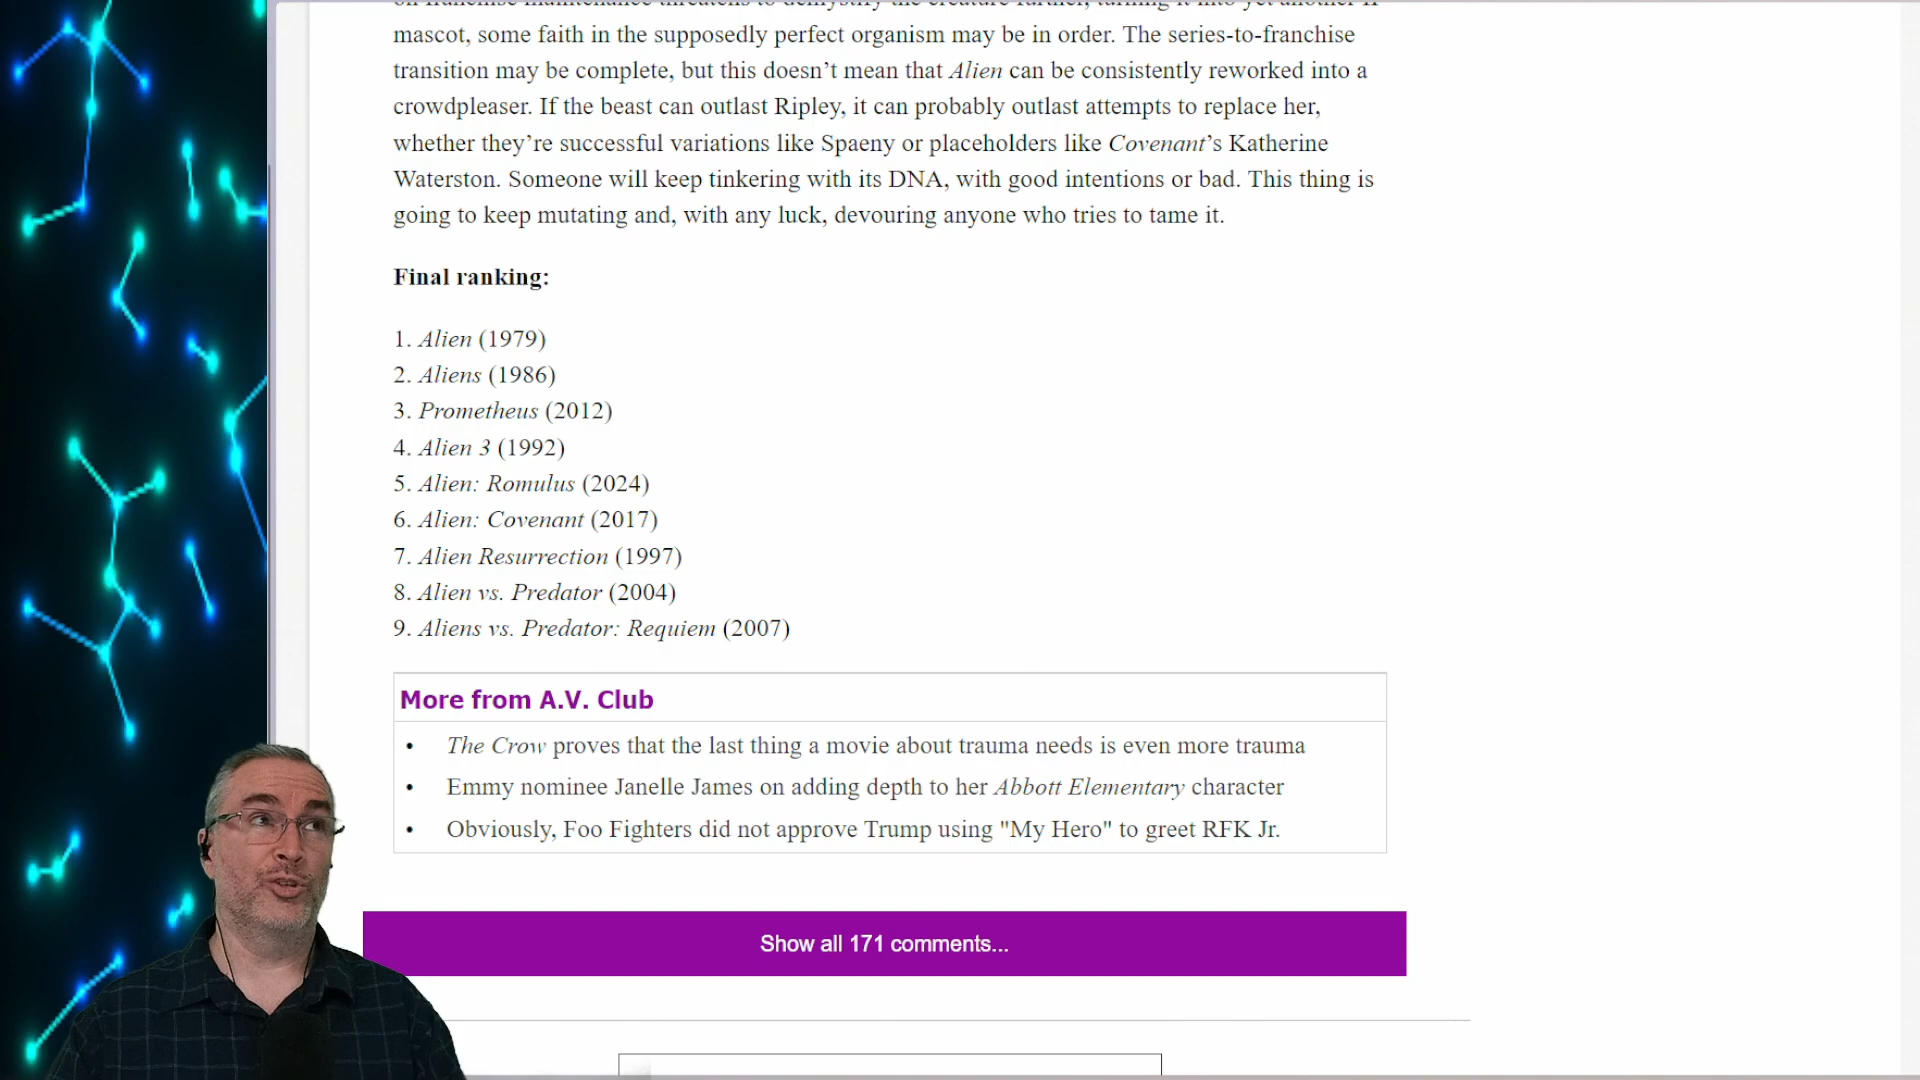 mascot, some faith in the supposedly perfect organism may be in order. The series-to-franchise
transition may be complete, but this doesn’t mean that Alien can be consistently reworked into a
crowdpleaser. If the beast can outlast Ripley, it can probably outlast attempts to replace her,
whether they’re successful variations like Spaeny or placeholders like Covenant’s Katherine
Waterston. Someone will keep tinkering with its DNA, with good intentions or bad. This thing is
going to keep mutating and, with any luck, devouring anyone who tries to tame it.
Final ranking:
1. Alien (1979)
2. Aliens (1986)
3. Prometheus (2012)
4. Alien 3 (1992)
5. Alien: Romulus (2024)
6. Alien: Covenant (2017)
7. Alien Resurrection (1997)
8. Alien vs. Predator (2004)
9. Aliens vs. Predator: Requiem (2007)
More from A.V. Club
• The Crow proves that the last thing a movie about trauma needs is even more trauma
• Emmy nominee Janelle James on adding depth to her Abbott Elementary character
• Obviously, Foo Fighters did not approve Trump using "My Hero" to greet RFK Jr.
Show all 171 comments...